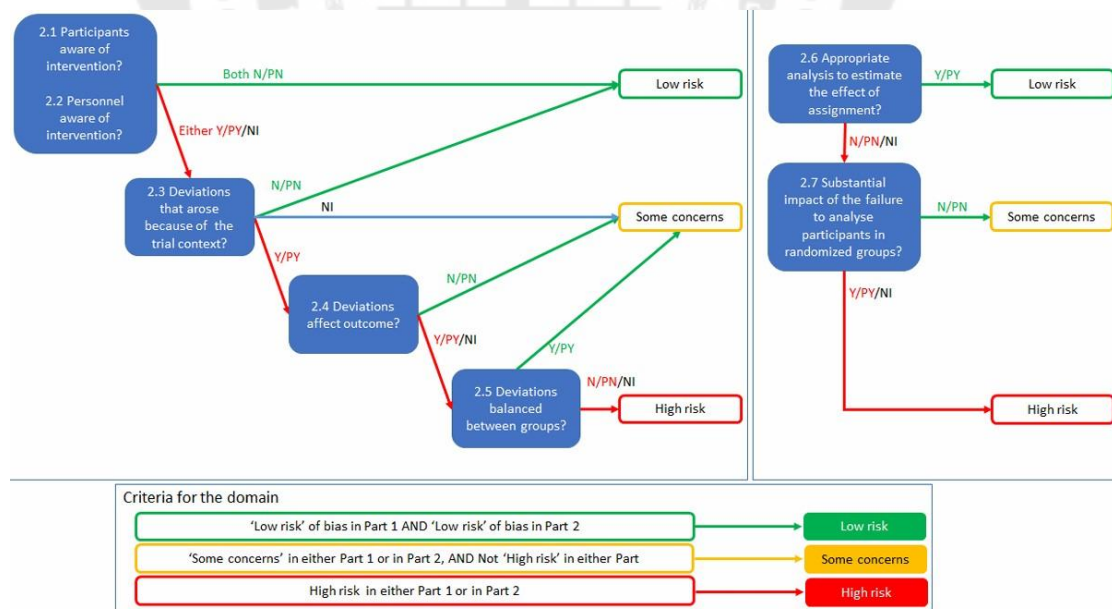 2.1 Participants
aware of
intervention?
2.2 Personnel
aware of
intervention?
Both N/PN
Low risk
Either Y/PY/NI
2.3 Deviations
that arose
because of the
trial context?
N/PN
NI
Some concerns
Y/PY
2.4 Deviations
affect outcome?
N/PN
Y/PY/NI
Y/PY
2.5 Deviations
balanced
between groups?
N/PN/NI
High risk
2.6 Appropriate
analysis to estimate
the effect of
assignment?
Y/PY
Low risk
N/PN/NI
2.7 Substantial
impact of the failure
to analyse
participants in
randomized groups?
N/PN
Some concerns
Y/PY/NI
High risk
Criteria for the domain
‘Low risk’ of bias in Part 1 AND ‘Low risk’ of bias in Part 2
Low risk
‘Some concerns’ in either Part 1 or in Part 2, AND Not ‘High risk’ in either Part
Some concerns
High risk in either Part 1 or in Part 2
High risk